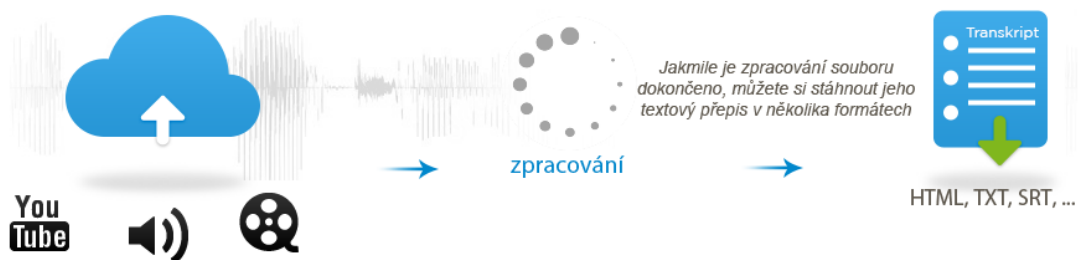 You
Tube
zpracování
Jakmile je zpracování souboru
dokončeno, můžete si stáhnout jeho
textový přepis v několika formátech
Transkript
HTML, TXT, SRT, ...